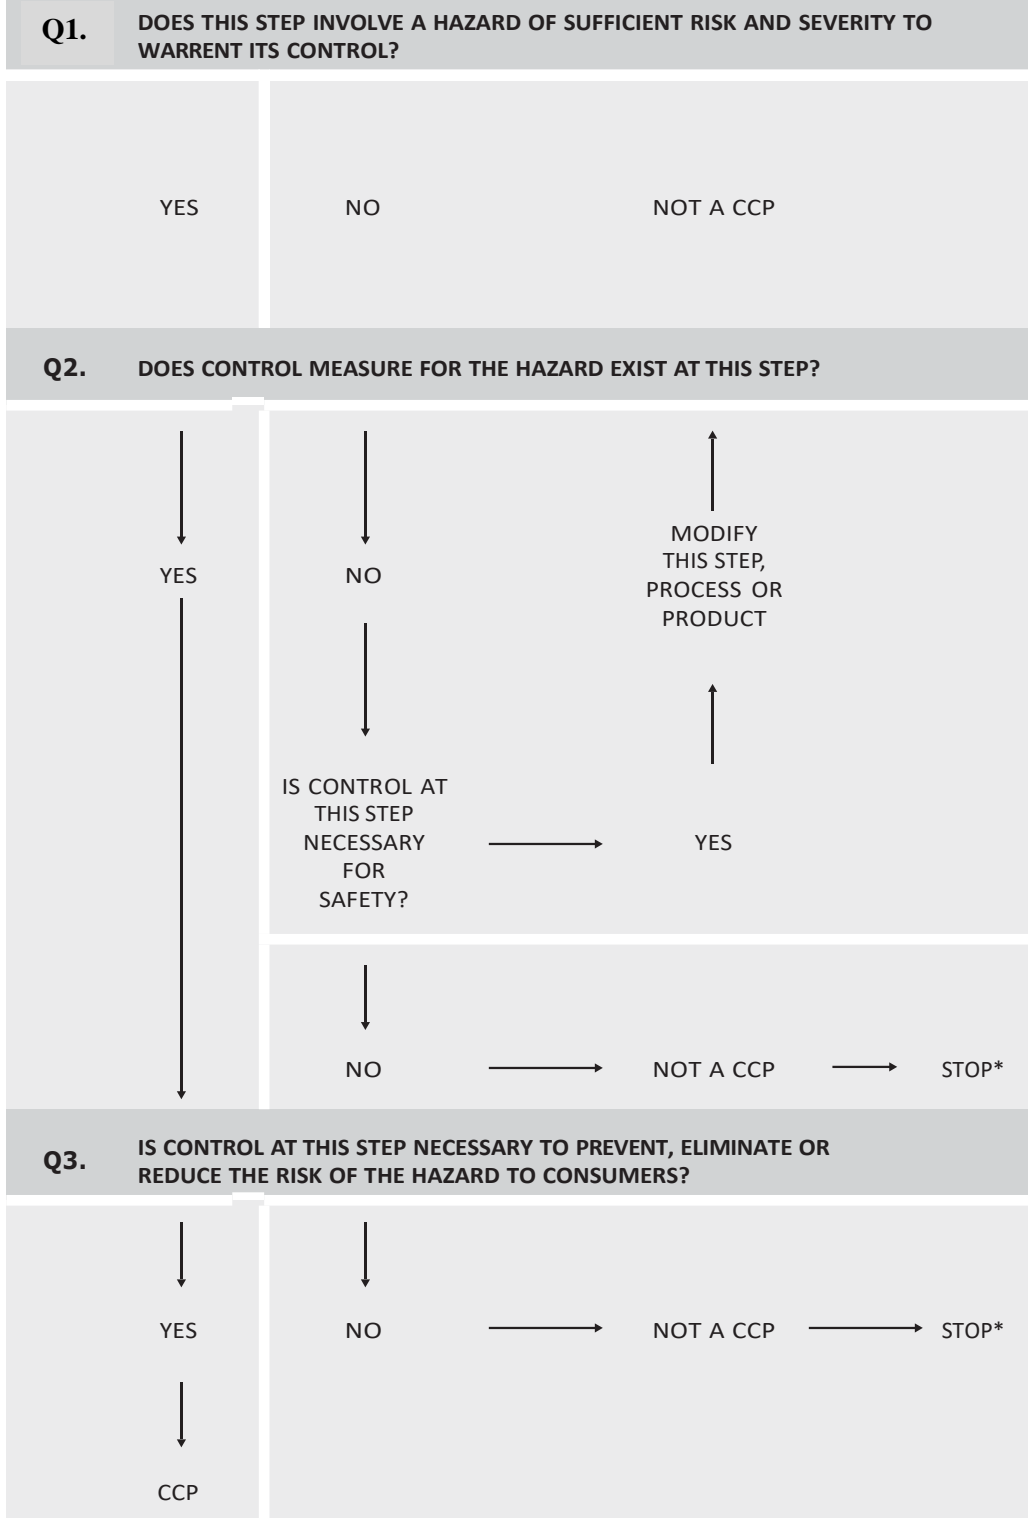 Q1. DOES THIS STEP INVOLVE A HAZARD OF SUFFICIENT RISK AND SEVERITY TO
WARRENT ITS CONTROL?
YES NO NOT A CCP
Q2. DOES CONTROL MEASURE FOR THE HAZARD EXIST AT THIS STEP?
YES
NO
MODIFY
THIS STEP,
PROCESS OR
PRODUCT
IS CONTROL AT
THIS STEP
NECESSARY
FOR
SAFETY?
YES
NO NOT A CCP STOP*
Q3. IS CONTROL AT THIS STEP NECESSARY TO PREVENT, ELIMINATE OR
REDUCE THE RISK OF THE HAZARD TO CONSUMERS?
YES NO NOT A CCP STOP*
CCP